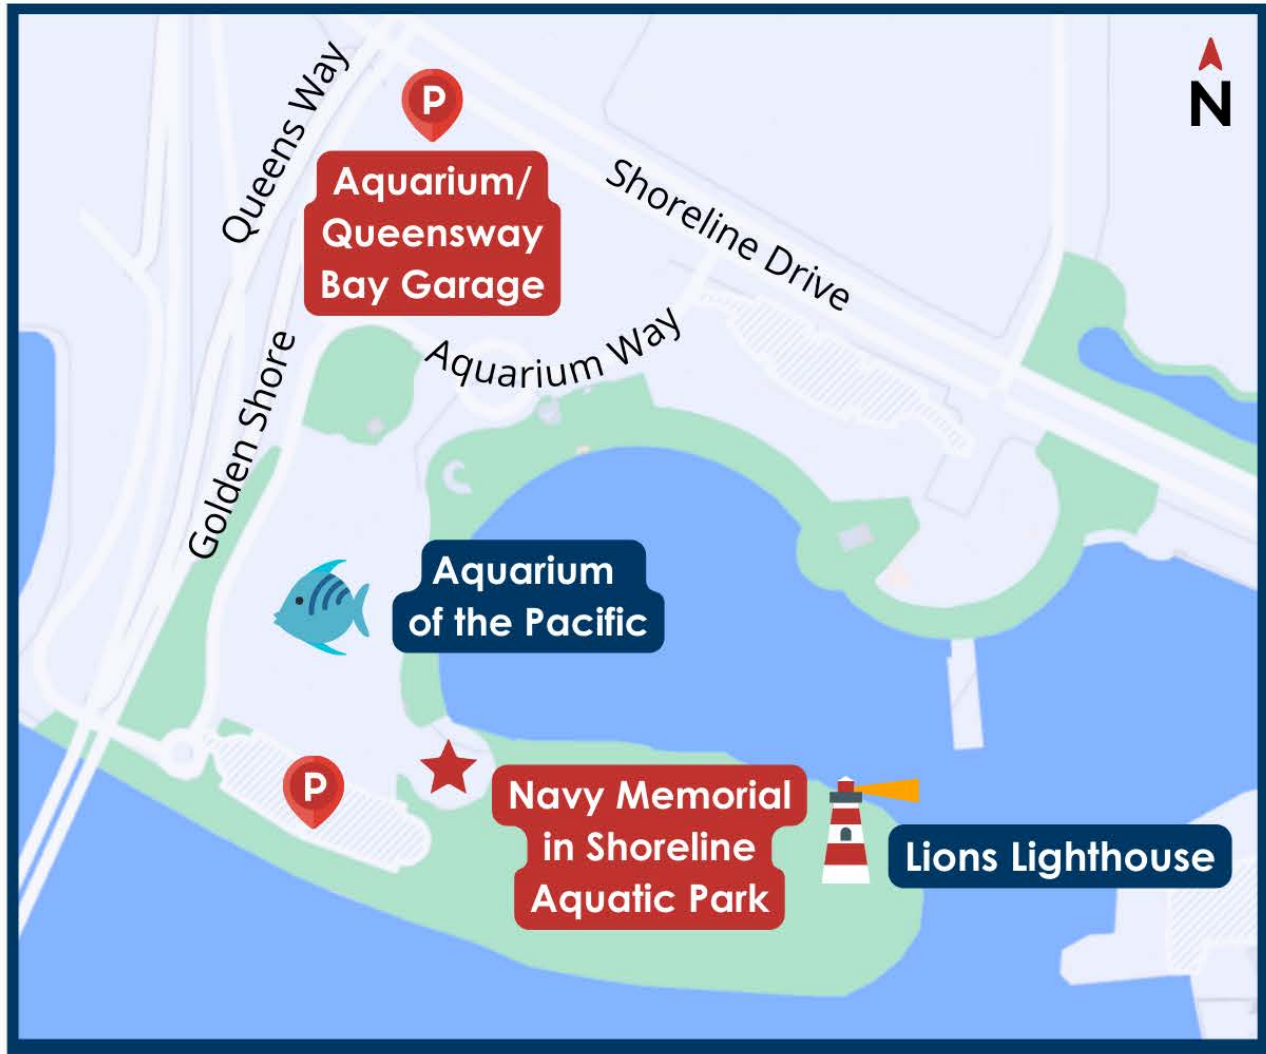 N
Queens Way
P
Aquarium/
Queensway
Bay Garage
Shoreline Drive
Aquarium Way
Golden Shore
Aquarium
of the Pacific
P
Navy Memorial
in Shoreline
Aquatic Park
Lions Lighthouse